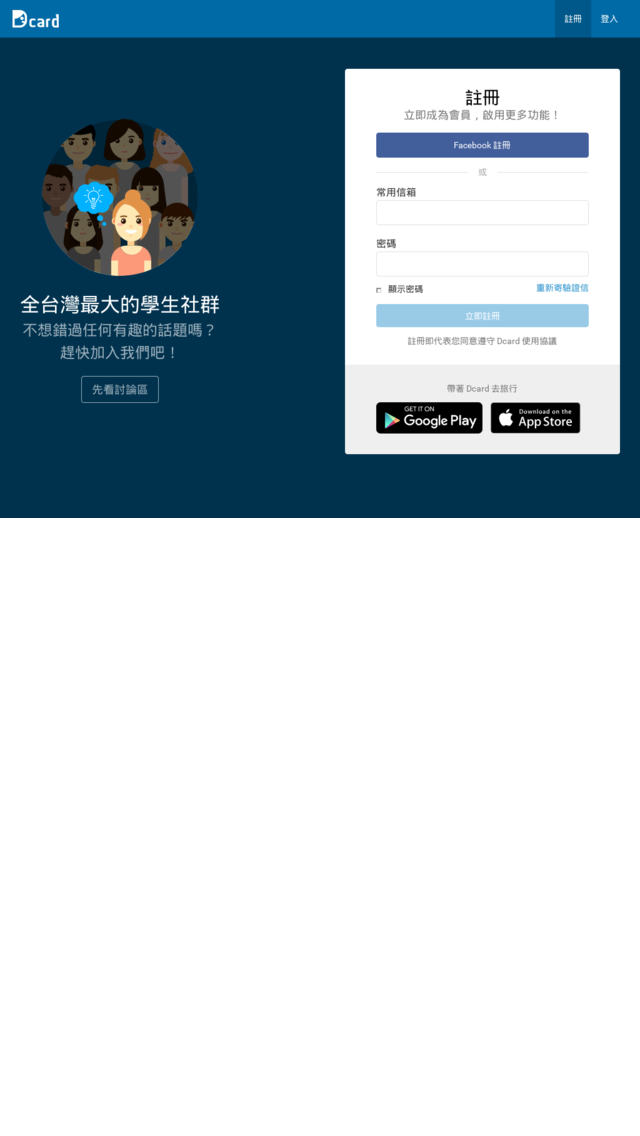 Dcard
註冊
登入
全台灣最大的學生社群
不想錯過任何有趣的話題嗎？
趕快加入我們吧！
先看討論區
註冊
立即成為會員，啟用更多功能！
Facebook 註冊
或
常用信箱
密碼
顯示密碼
重新寄驗證信
立即註冊
註冊即代表您同意遵守 Dcard 使用協議
帶著 Dcard 去旅行
GET IT ON
Google Play
Download on the
App Store